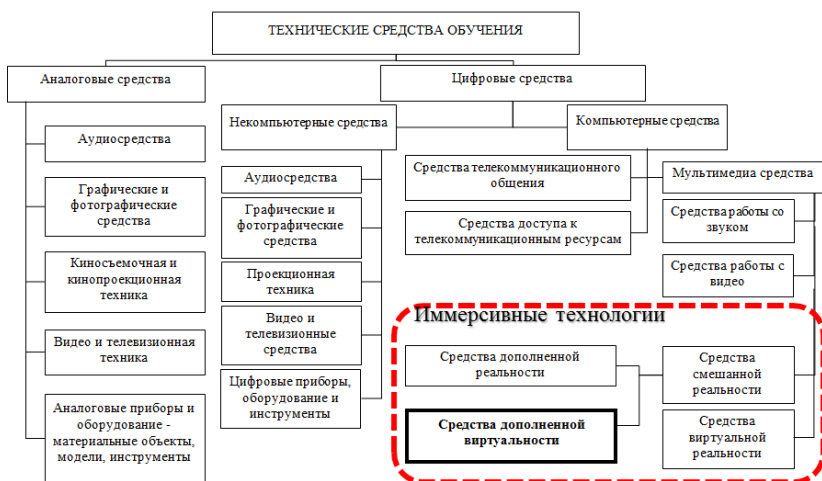 ТЕХНИЧЕСКИЕ СРЕДСТВА ОБУЧЕНИЯ
Аналоговые средства
Аудиосредства
Графические и
фотографические
средства
Киносъемочная и
кинопроекционная
техника
Видео и телевизионная
техника
Аналоговые приборы и
оборудование -
материальные объекты,
модели, инструменты
Цифровые средства
Некомпьютерные средства
Аудиосредства
Графические и
фотографические
средства
Проекционная
техника
Видео и
телевизионные
средства
Цифровые приборы,
оборудование и
инструменты
Компьютерные средства
Средства телекоммуникационного
общения
Средства доступа к
телекоммуникационным ресурсам
Мультимедиа средства
Средства работы со
звуком
Средства работы с
видео
Иммерсивные технологии
Средства дополненной
реальности
Средства
смешанной
реальности
Средства дополненной
виртуальности
Средства
виртуальной
реальности